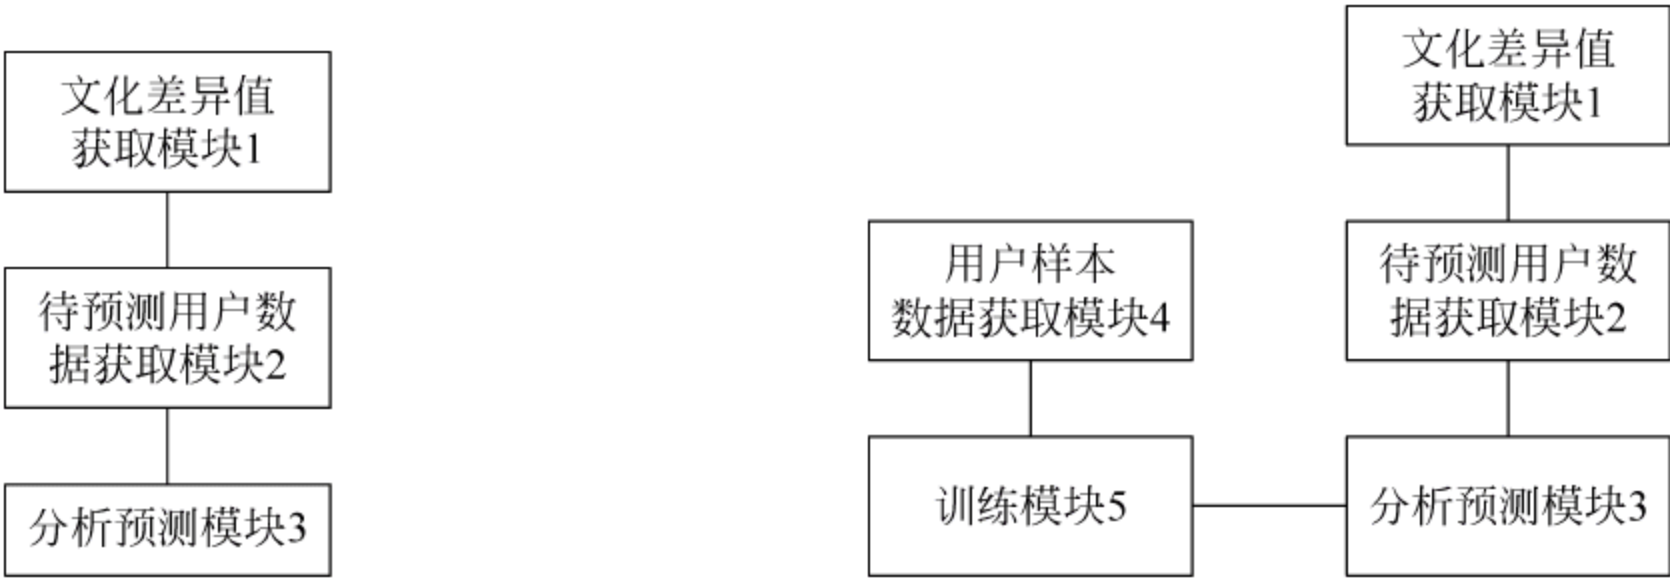 文化差异值
获取模块1
待预测用户数
据获取模块2
分析预测模块3
文化差异值
获取模块1
用户样本
数据获取模块4
待预测用户数
据获取模块2
训练模块5
分析预测模块3